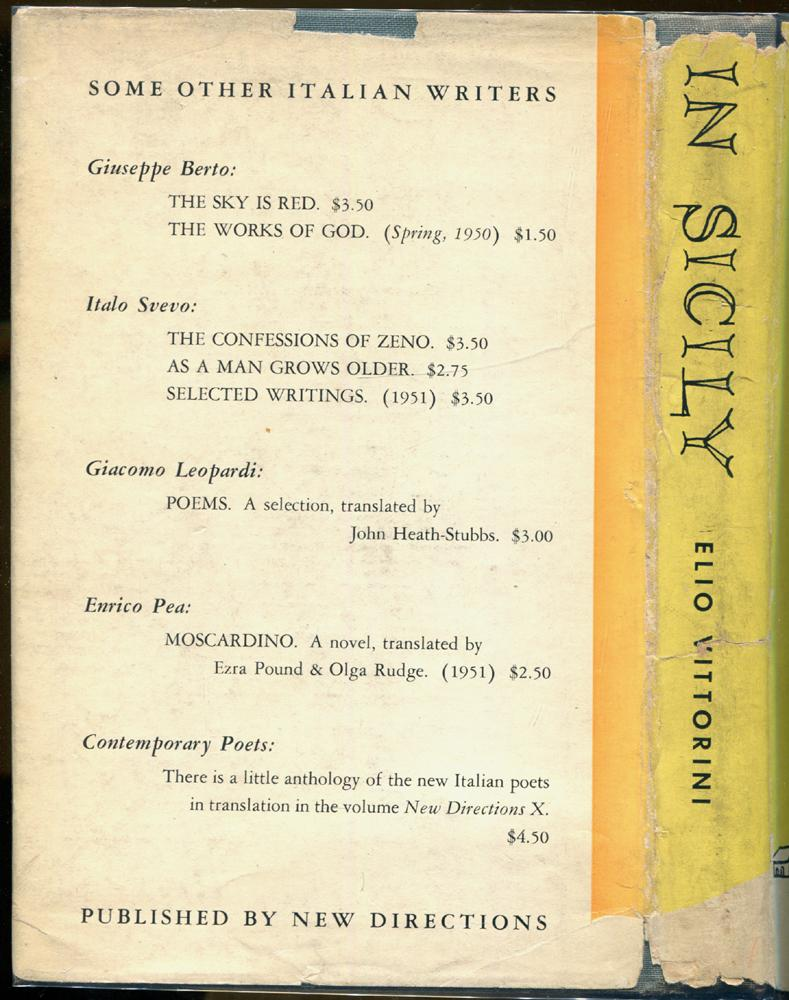 SOME OTHER ITALIAN WRITERS
Giuseppe Berto:
THE SKY IS RED. $3.50
THE WORKS OF GOD. (Spring, 1950) $1.50
Italo Svevo:
THE CONFESSIONS OF ZENO. $3.50
AS A MAN GROWS OLDER. $2.75
SELECTED WRITINGS. (1951) $3.50
Giacomo Leopardi:
POEMS. A selection, translated by
John Heath-Stubbs. $3.00
Enrico Pea:
MOSCARDINO. A novel, translated by
Ezra Pound & Olga Rudge. (1951) $2.50
Contemporary Poets:
There is a little anthology of the new Italian poets
in translation in the volume New Directions X.
$4.50
PUBLISHED BY NEW DIRECTIONS
IN SICILY
ELIO VITTORINI